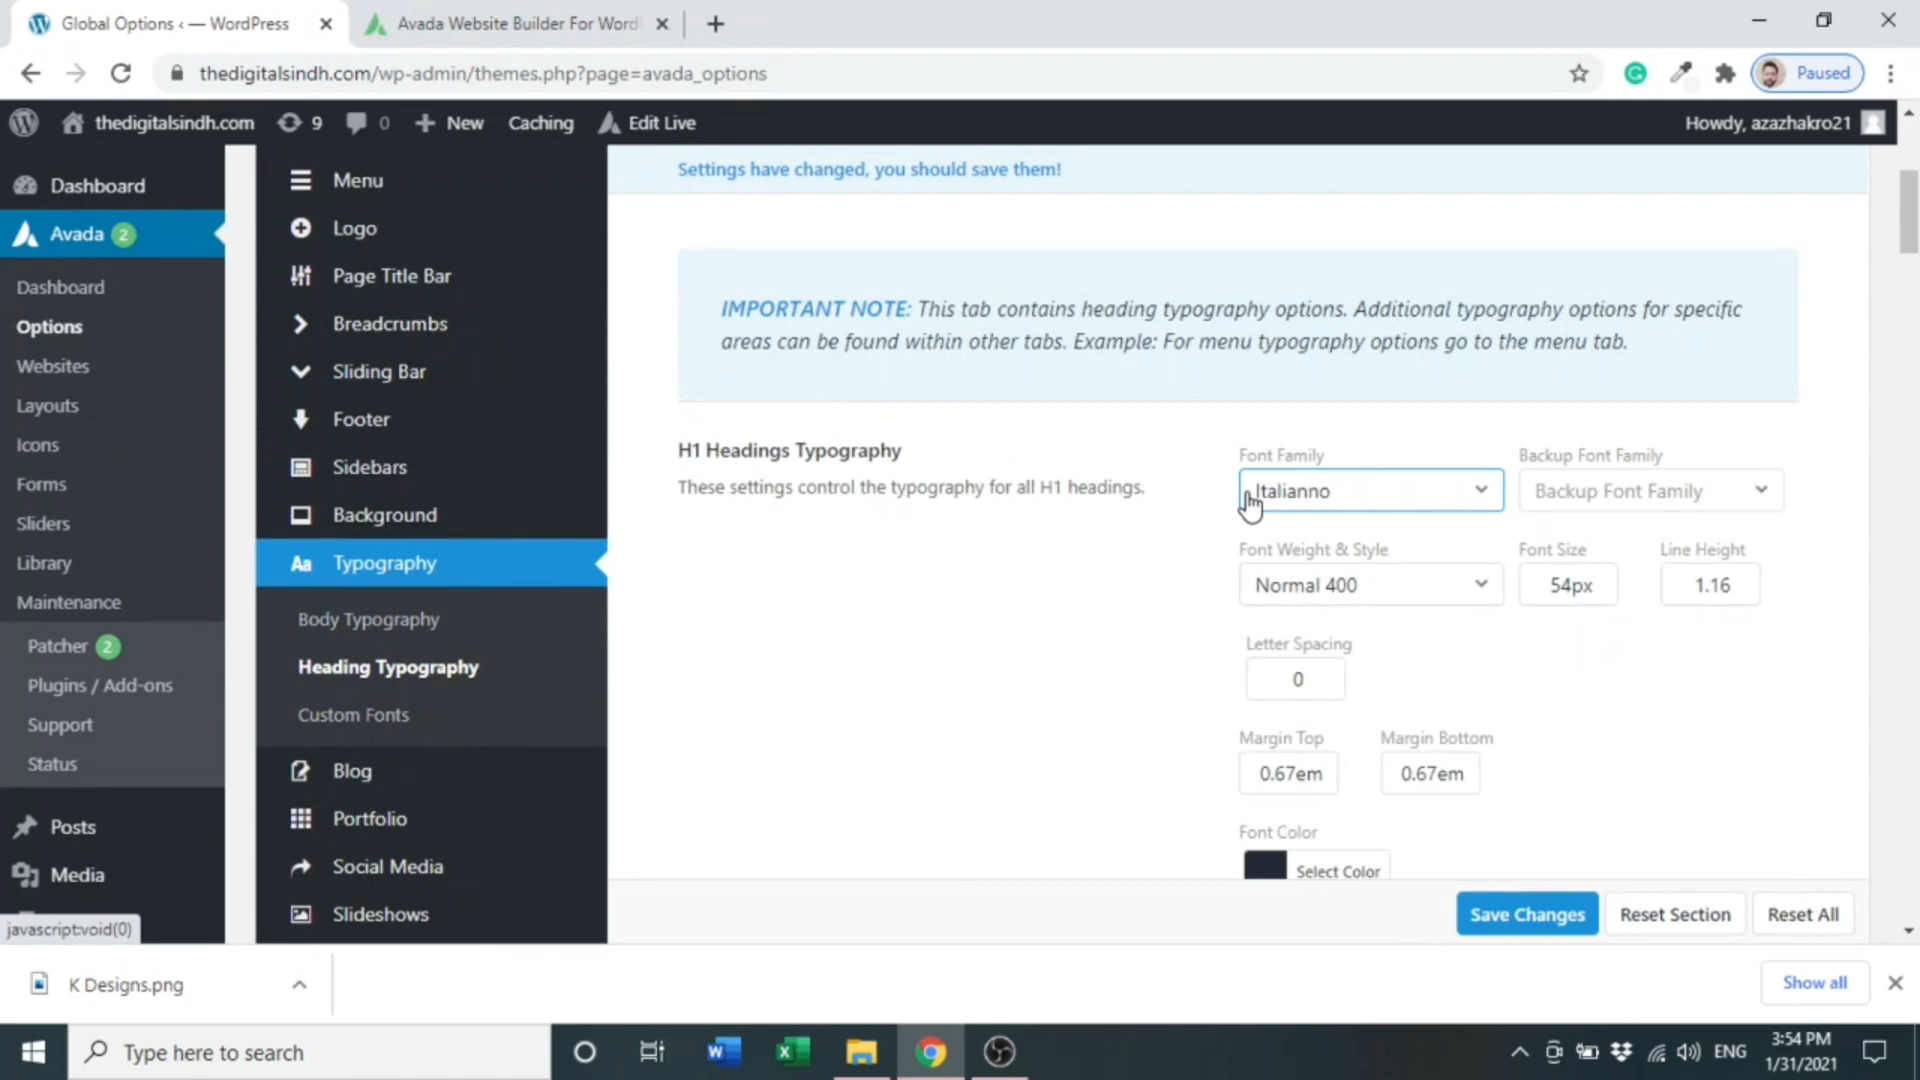 Global Options ‹ — WordPress
Avada Website Builder For Word
thedigitalsindh.com/wp-admin/themes.php?page=avada_options
Paused
thedigitalsindh.com
9
0
New
Caching
Edit Live
Howdy, azazhakro21
Dashboard
Avada 2
Dashboard
Options
Websites
Layouts
Icons
Forms
Sliders
Library
Maintenance
Patcher 2
Plugins / Add-ons
Support
Status
Posts
Media
javascript:void(0)
Menu
Logo
Page Title Bar
Breadcrumbs
Sliding Bar
Footer
Sidebars
Background
Aa Typography
Body Typography
Heading Typography
Custom Fonts
Blog
Portfolio
Social Media
Slideshows
Settings have changed, you should save them!
IMPORTANT NOTE: This tab contains heading typography options. Additional typography options for specific
areas can be found within other tabs. Example: For menu typography options go to the menu tab.
H1 Headings Typography
These settings control the typography for all H1 headings.
Font Family
Backup Font Family
Italianno
Backup Font Family
Font Weight & Style
Font Size
Line Height
Normal 400
54px
1.16
Letter Spacing
0
Margin Top
Margin Bottom
0.67em
0.67em
Font Color
Select Color
Save Changes
Reset Section
Reset All
K Designs.png
Show all
Type here to search
ENG
3:54 PM
1/31/2021